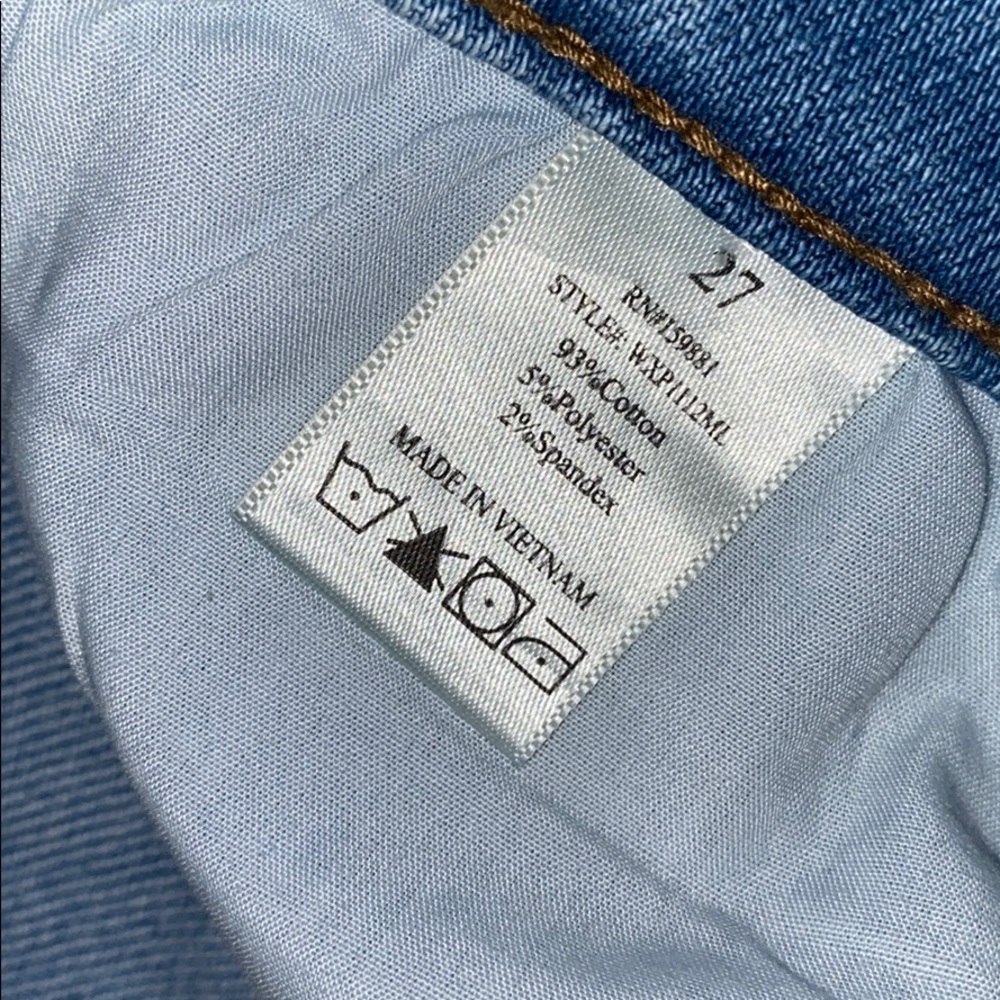 27
RN#159881
STYLE#: WXP1112ML
93%Cotton
5%Polyester
2%Spandex
MADE IN VIETNAM